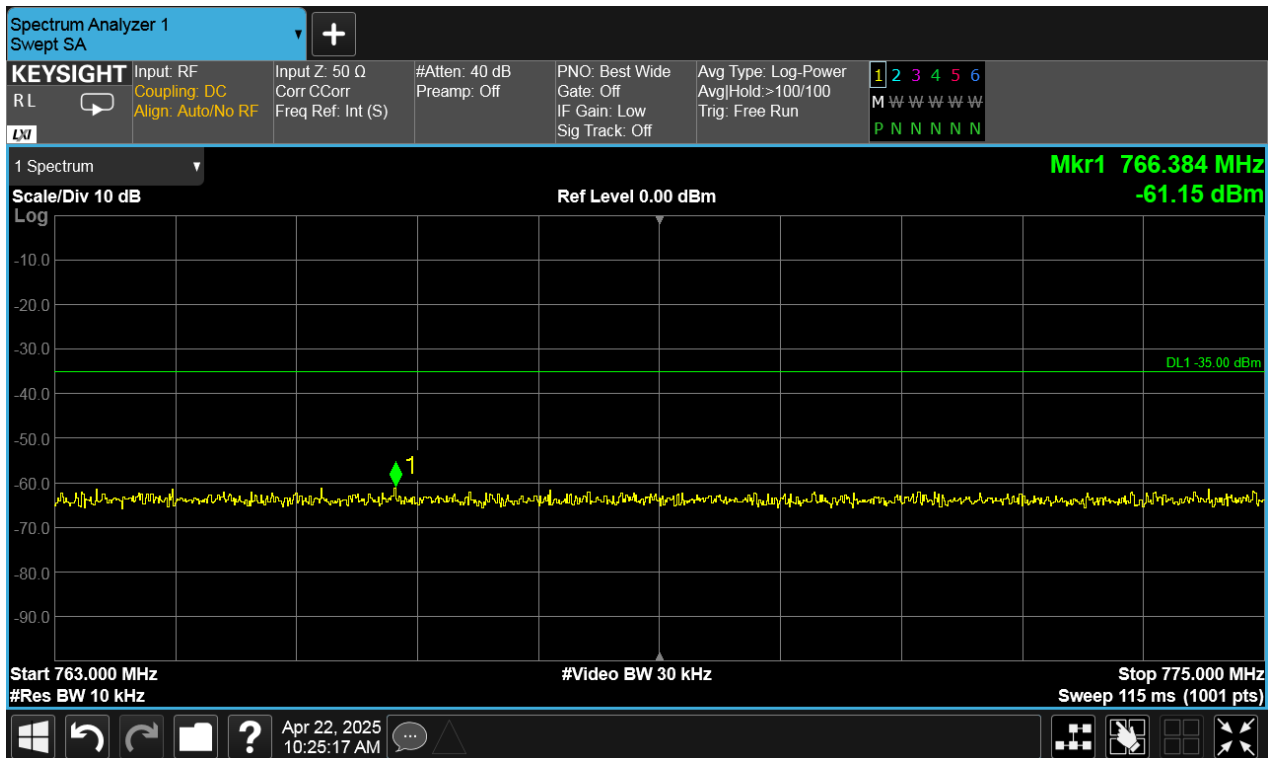 Spectrum Analyzer 1
Swept SA
KEYSIGHT
RL
LXI
Input: RF
Coupling: DC
Align: Auto/No RF
Input Z: 50 Ω
Corr CCorr
Freq Ref: Int (S)
#Atten: 40 dB
Preamp: Off
PNO: Best Wide
Gate: Off
IF Gain: Low
Sig Track: Off
Avg Type: Log-Power
Avg|Hold:>100/100
Trig: Free Run
1 2 3 4 5 6
M W W W W W
P N N N N N
1 Spectrum
Mkr1 766.384 MHz
-61.15 dBm
Scale/Div 10 dB
Ref Level 0.00 dBm
Log
-10.0
-20.0
-30.0
DL1 -35.00 dBm
-40.0
-50.0
1
-60.0
-70.0
-80.0
-90.0
Start 763.000 MHz
#Video BW 30 kHz
Stop 775.000 MHz
#Res BW 10 kHz
Sweep 115 ms (1001 pts)
?
Apr 22, 2025
10:25:17 AM